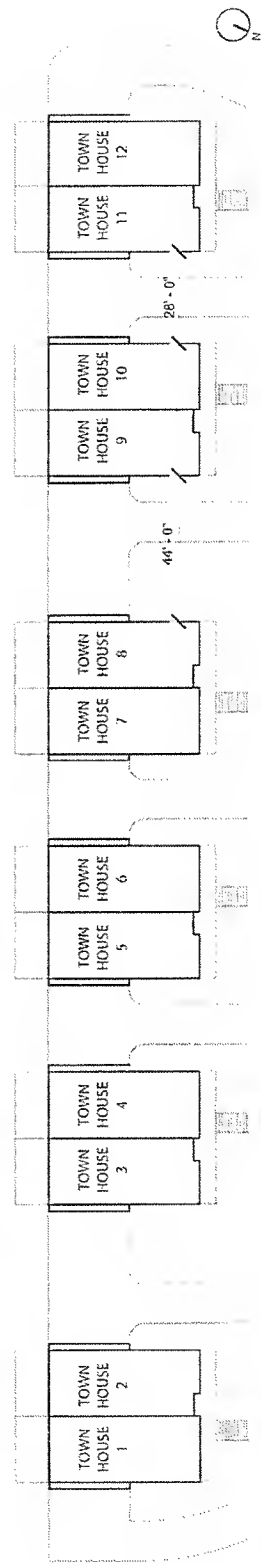 TOWN
HOUSE
1
TOWN
HOUSE
2
TOWN
HOUSE
3
TOWN
HOUSE
4
TOWN
HOUSE
5
TOWN
HOUSE
6
TOWN
HOUSE
7
TOWN
HOUSE
8
44' - 0"
TOWN
HOUSE
9
TOWN
HOUSE
10
28' - 0"
TOWN
HOUSE
11
TOWN
HOUSE
12
N